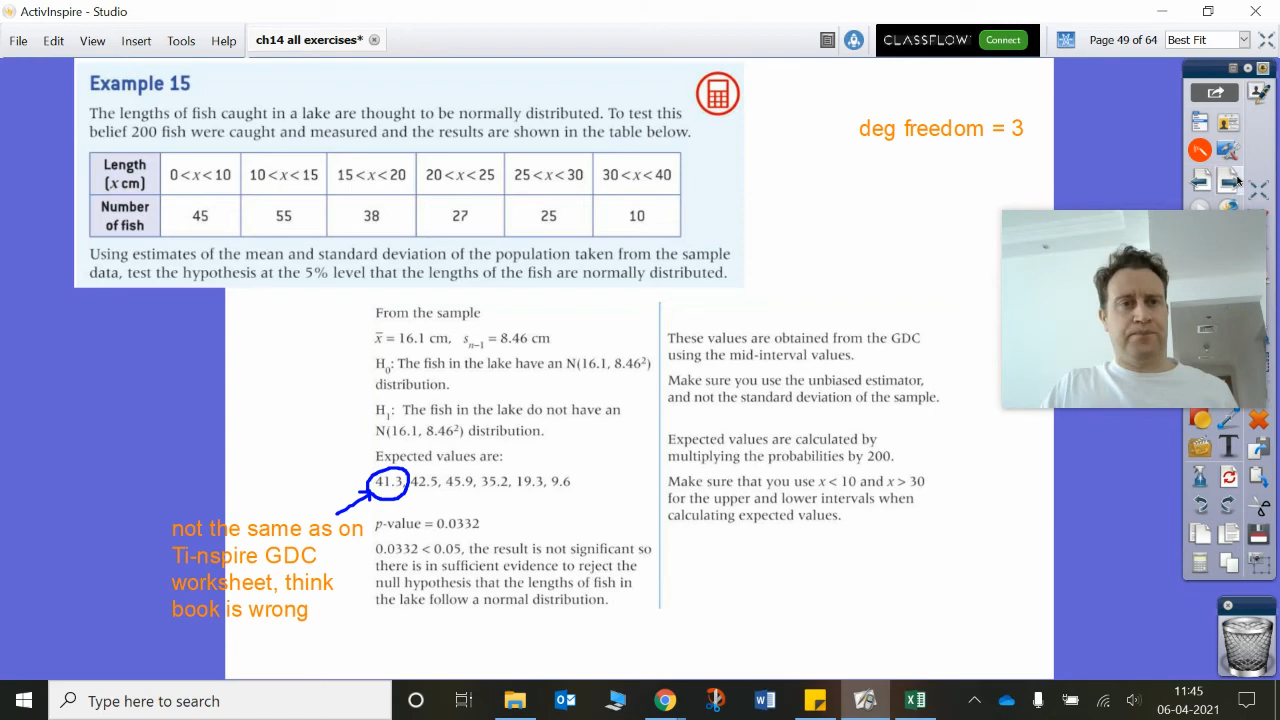 ActivInspire - Studio
File Edit View Insert Tools Help
ch14 all exercises*
CLASSFLOW Connect
Page 49 of 64
Best Fit
Example 15
The lengths of fish caught in a lake are thought to be normally distributed. To test this
belief 200 fish were caught and measured and the results are shown in the table below.
Length (x cm) 0 < x < 10 10 < x < 15 15 < x < 20 20 < x < 25 25 < x < 30 30 < x < 40
Number of fish 45 55 38 27 25 10
Using estimates of the mean and standard deviation of the population taken from the sample
data, test the hypothesis at the 5% level that the lengths of the fish are normally distributed.
deg freedom = 3
From the sample
x̄ = 16.1 cm, sₙ₋₁ = 8.46 cm
H₀: The fish in the lake have an N(16.1, 8.46²)
distribution.
H₁: The fish in the lake do not have an
N(16.1, 8.46²) distribution.
Expected values are:
41.3, 42.5, 45.9, 35.2, 19.3, 9.6
p-value = 0.0332
0.0332 < 0.05, the result is not significant so
there is in sufficient evidence to reject the
null hypothesis that the lengths of fish in
the lake follow a normal distribution.
These values are obtained from the GDC
using the mid-interval values.
Make sure you use the unbiased estimator,
and not the standard deviation of the sample.
Expected values are calculated by
multiplying the probabilities by 200.
Make sure that you use x < 10 and x > 30
for the upper and lower intervals when
calculating expected values.
not the same as on
Ti-nspire GDC
worksheet, think
book is wrong
Type here to search
11:45
06-04-2021